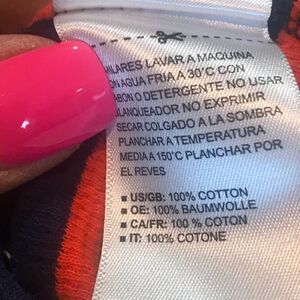 MILARES LAVAR A MAQUINA
CON AGUA FRIA A 30°C CON
JABON O DETERGENTE NO USAR
BLANQUEADOR NO EXPRIMIR
SECAR COLGADO A LA SOMBRA
PLANCHAR A TEMPERATURA
MEDIA A 150°C PLANCHAR POR
EL REVES
▪ US/GB: 100% COTTON
▪ OE: 100% BAUMWOLLE
▪ CA/FR: 100 % COTON
▪ IT: 100% COTONE